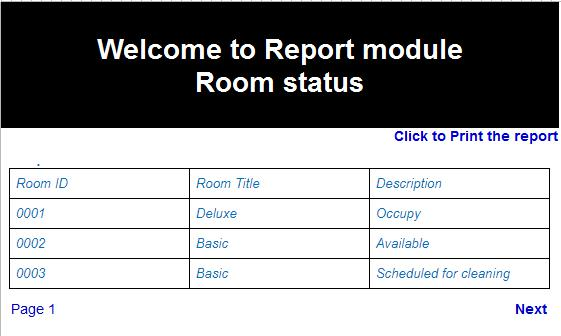 Welcome to Report module
Room status
Click to Print the report
Room ID Room Title Description
0001 Deluxe Occupy
0002 Basic Available
0003 Basic Scheduled for cleaning
Page 1 Next